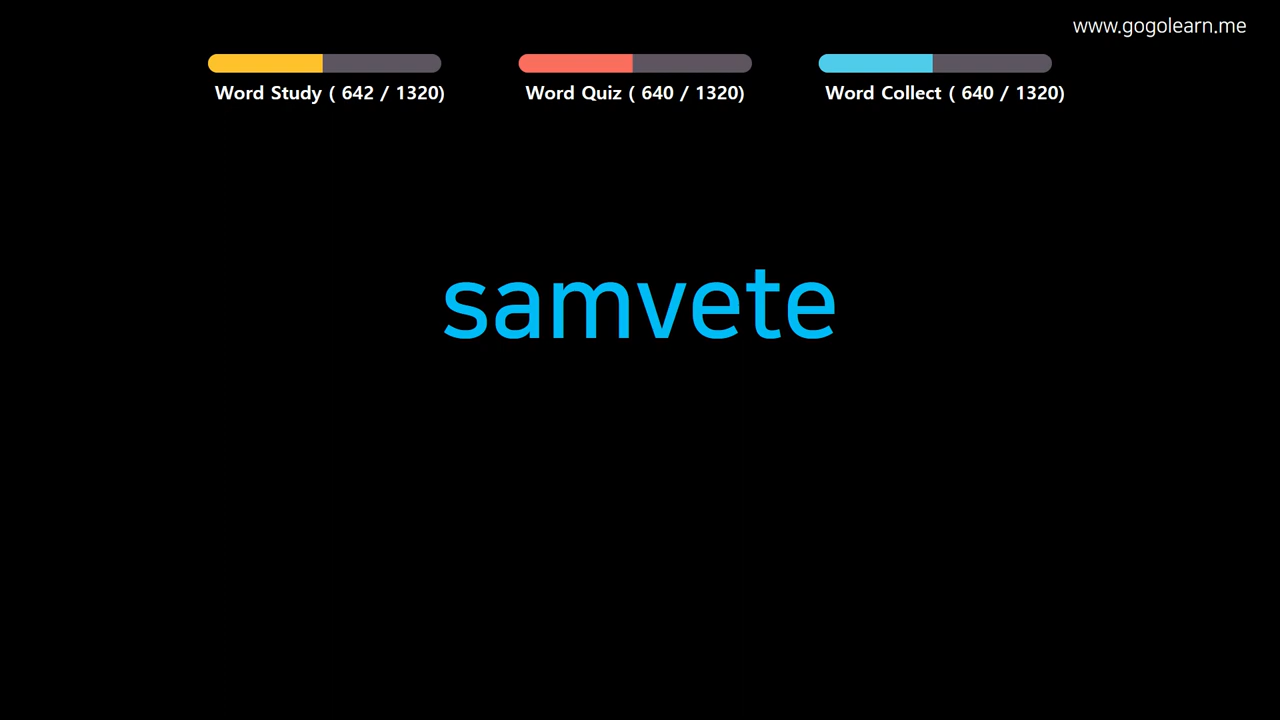 www.gogolearn.me
Word Study ( 642 / 1320)
Word Quiz ( 640 / 1320)
Word Collect ( 640 / 1320)
samvete